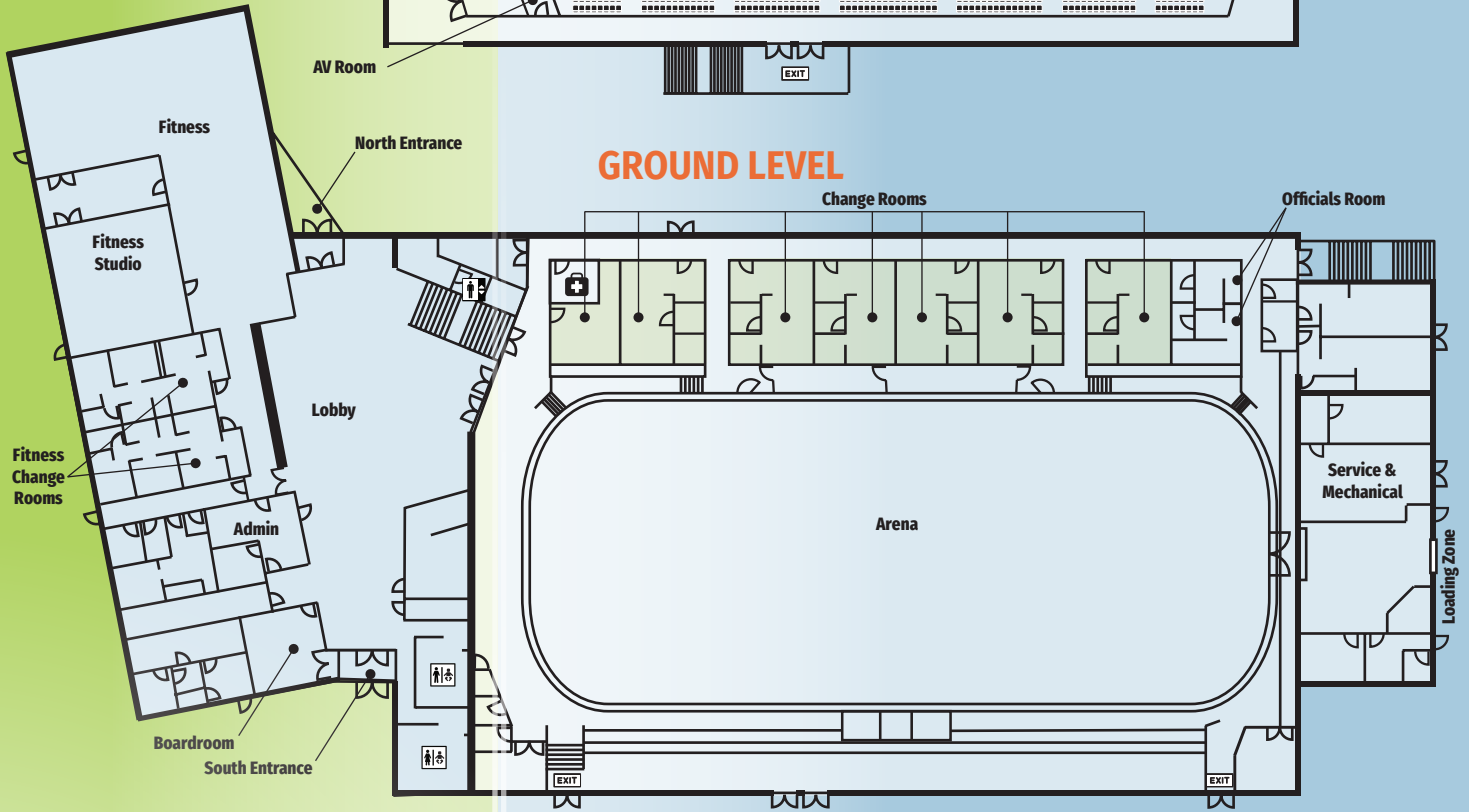 AV Room
EXIT
Fitness
North Entrance
GROUND LEVEL
Change Rooms
Officials Room
Fitness
Studio
Lobby
Fitness
Change
Rooms
Service &
Mechanical
Admin
Arena
Loading Zone
Boardroom
South Entrance
EXIT
EXIT